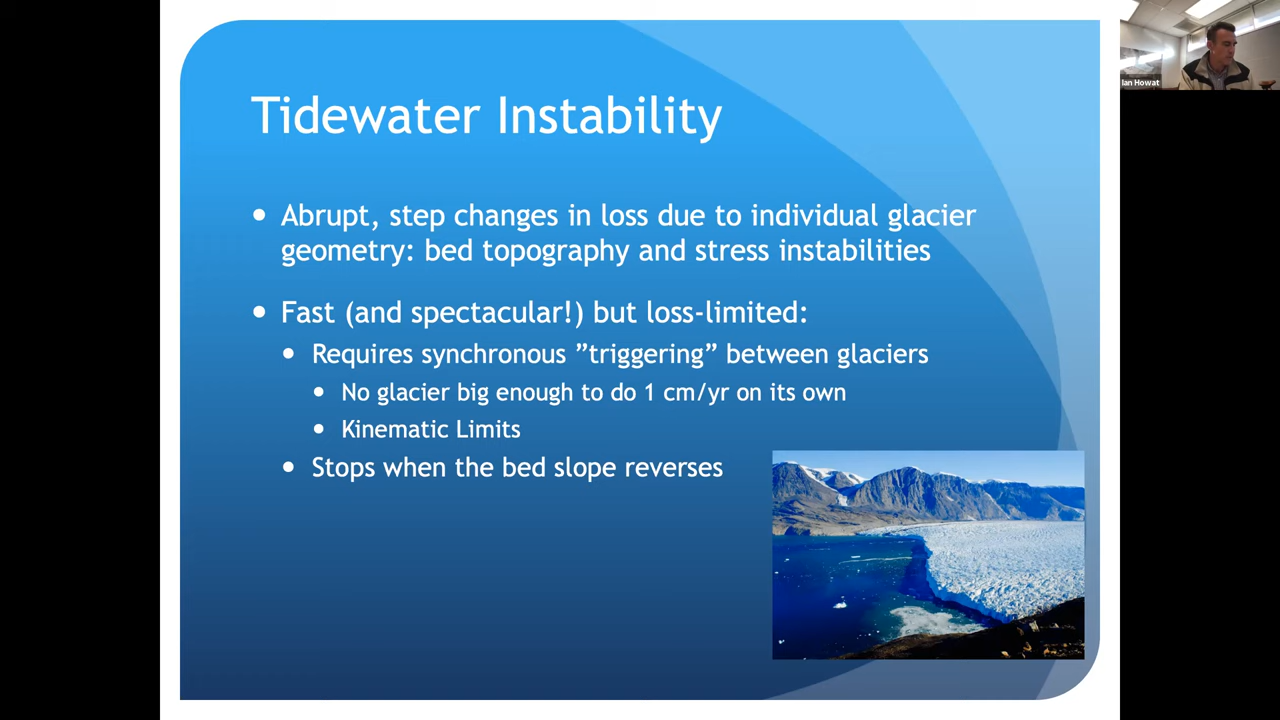 Tidewater Instability
• Abrupt, step changes in loss due to individual glacier
geometry: bed topography and stress instabilities
• Fast (and spectacular!) but loss-limited:
• Requires synchronous ”triggering” between glaciers
• No glacier big enough to do 1 cm/yr on its own
• Kinematic Limits
• Stops when the bed slope reverses
Ian Howat